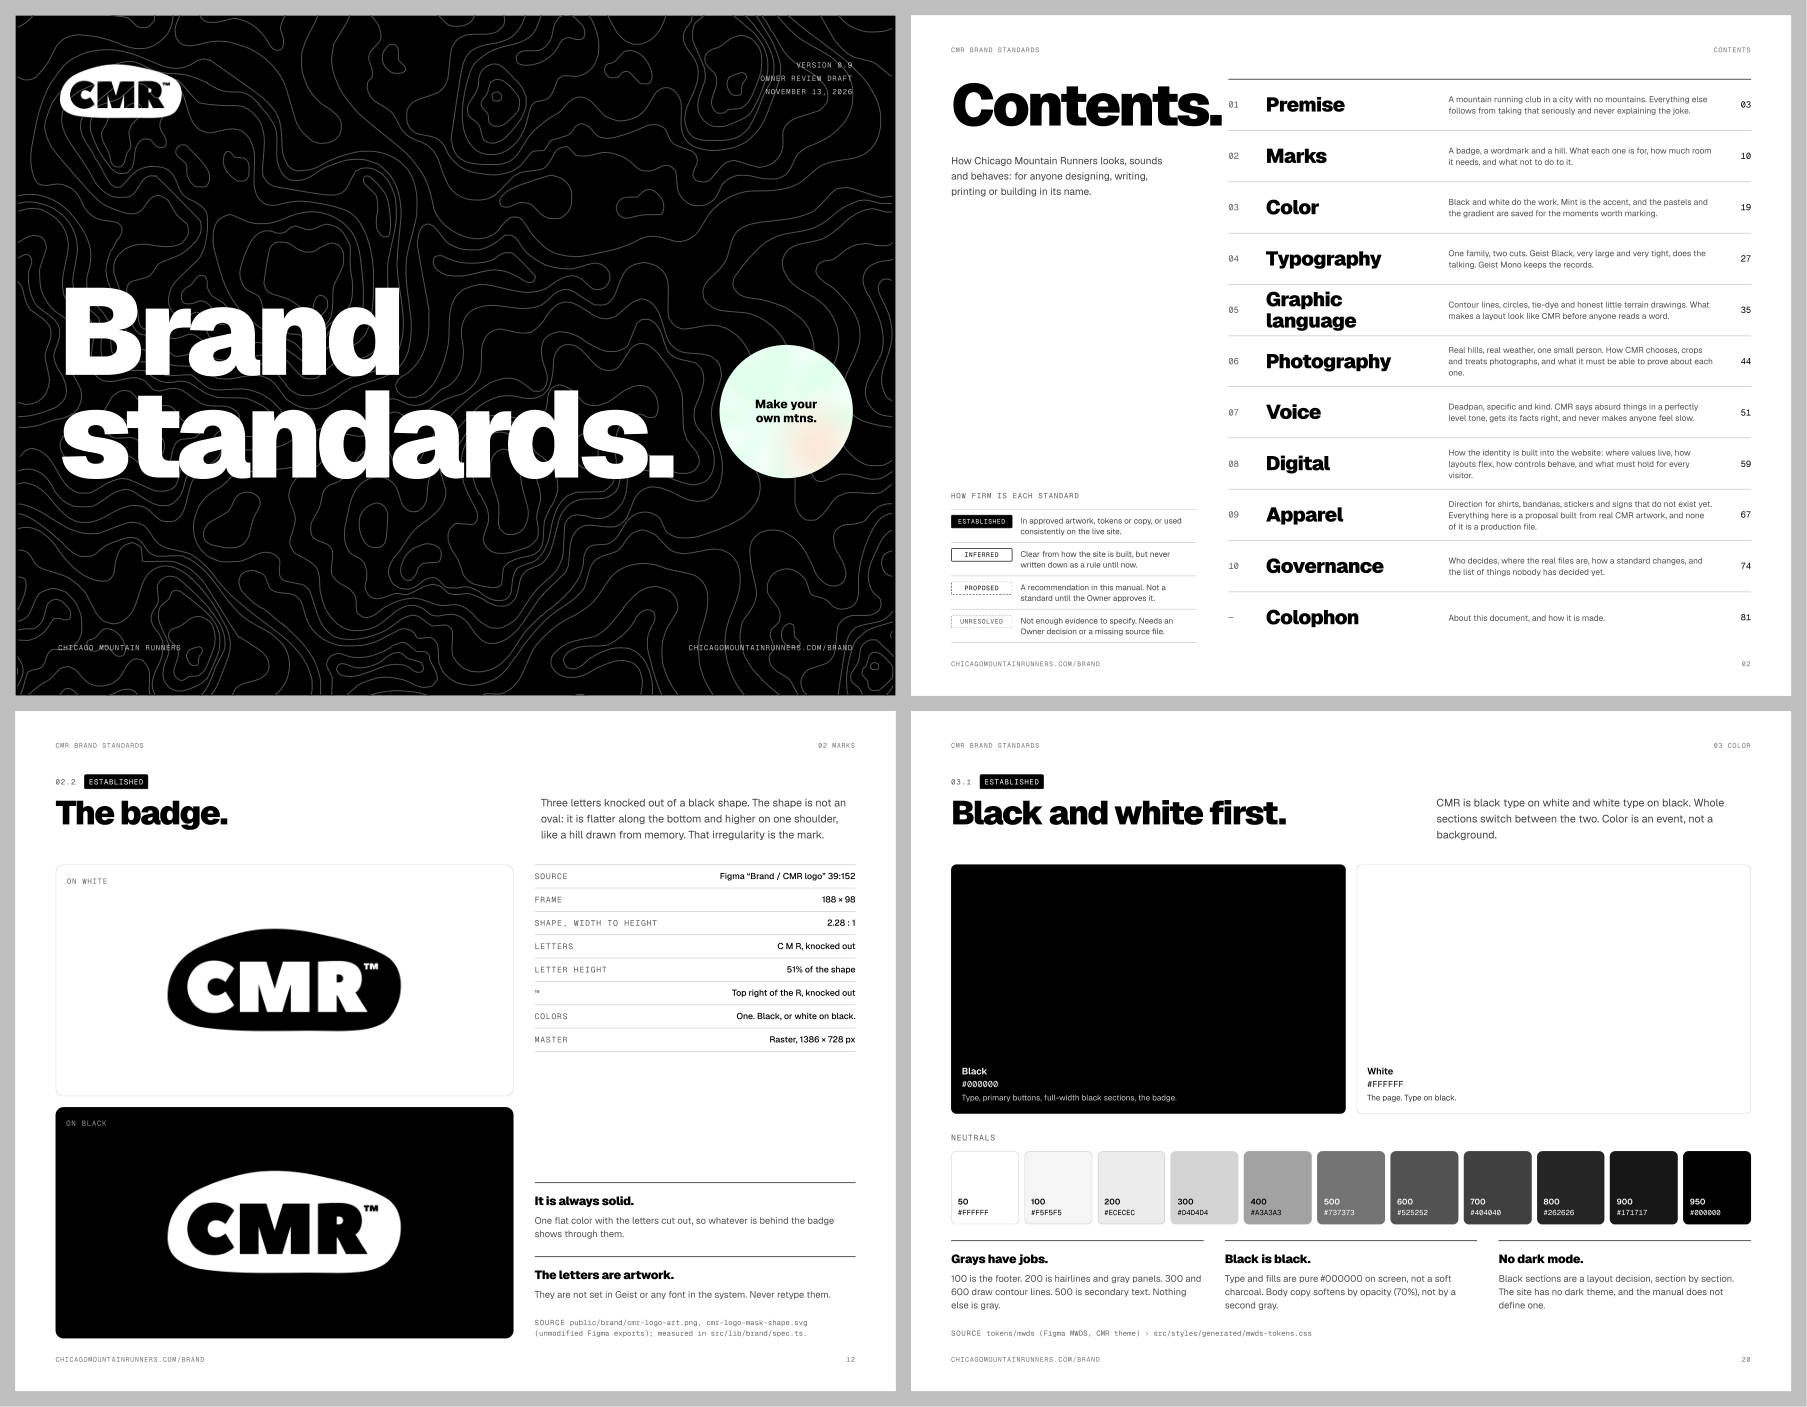 CMR™
VERSION 0.9
OWNER REVIEW DRAFT
NOVEMBER 13, 2026
Brand
standards.
Make your
own mtns.
CHICAGO MOUNTAIN RUNNERS
CHICAGOMOUNTAINRUNNERS.COM/BRAND
CMR BRAND STANDARDS
CONTENTS
Contents.
How Chicago Mountain Runners looks, sounds
and behaves: for anyone designing, writing,
printing or building in its name.
HOW FIRM IS EACH STANDARD
ESTABLISHED
In approved artwork, tokens or copy, or used
consistently on the live site.
INFERRED
Clear from how the site is built, but never
written down as a rule until now.
PROPOSED
A recommendation in this manual. Not a
standard until the Owner approves it.
UNRESOLVED
Not enough evidence to specify. Needs an
Owner decision or a missing source file.
01
Premise
A mountain running club in a city with no mountains. Everything else
follows from taking that seriously and never explaining the joke.
03
02
Marks
A badge, a wordmark and a hill. What each one is for, how much room
it needs, and what not to do to it.
10
03
Color
Black and white do the work. Mint is the accent, and the pastels and
the gradient are saved for the moments worth marking.
19
04
Typography
One family, two cuts. Geist Black, very large and very tight, does the
talking. Geist Mono keeps the records.
27
05
Graphic
language
Contour lines, circles, tie-dye and honest little terrain drawings. What
makes a layout look like CMR before anyone reads a word.
35
06
Photography
Real hills, real weather, one small person. How CMR chooses, crops
and treats photographs, and what it must be able to prove about each
one.
44
07
Voice
Deadpan, specific and kind. CMR says absurd things in a perfectly
level tone, gets its facts right, and never makes anyone feel slow.
51
08
Digital
How the identity is built into the website: where values live, how
layouts flex, how controls behave, and what must hold for every
visitor.
59
09
Apparel
Direction for shirts, bandanas, stickers and signs that do not exist yet.
Everything here is a proposal built from real CMR artwork, and none
of it is a production file.
67
10
Governance
Who decides, where the real files are, how a standard changes, and
the list of things nobody has decided yet.
74
—
Colophon
About this document, and how it is made.
81
CHICAGOMOUNTAINRUNNERS.COM/BRAND
02
CMR BRAND STANDARDS
02 MARKS
02.2
ESTABLISHED
The badge.
Three letters knocked out of a black shape. The shape is not an
oval: it is flatter along the bottom and higher on one shoulder,
like a hill drawn from memory. That irregularity is the mark.
ON WHITE
CMR™
ON BLACK
CMR™
SOURCE
Figma “Brand / CMR logo” 39:152
FRAME
188 × 98
SHAPE, WIDTH TO HEIGHT
2.28 : 1
LETTERS
C M R, knocked out
LETTER HEIGHT
51% of the shape
™
Top right of the R, knocked out
COLORS
One. Black, or white on black.
MASTER
Raster, 1386 × 728 px
It is always solid.
One flat color with the letters cut out, so whatever is behind the badge
shows through them.
The letters are artwork.
They are not set in Geist or any font in the system. Never retype them.
SOURCE public/brand/cmr-logo-art.png, cmr-logo-mask-shape.svg
(unmodified Figma exports); measured in src/lib/brand/spec.ts.
CHICAGOMOUNTAINRUNNERS.COM/BRAND
12
CMR BRAND STANDARDS
03 COLOR
03.1
ESTABLISHED
Black and white first.
CMR is black type on white and white type on black. Whole
sections switch between the two. Color is an event, not a
background.
Black
#000000
Type, primary buttons, full-width black sections, the badge.
White
#FFFFFF
The page. Type on black.
NEUTRALS
50
#FFFFFF
100
#F5F5F5
200
#ECECEC
300
#D4D4D4
400
#A3A3A3
500
#737373
600
#525252
700
#404040
800
#262626
900
#171717
950
#000000
Grays have jobs.
100 is the footer. 200 is hairlines and gray panels. 300 and
600 draw contour lines. 500 is secondary text. Nothing
else is gray.
Black is black.
Type and fills are pure #000000 on screen, not a soft
charcoal. Body copy softens by opacity (70%), not by a
second gray.
No dark mode.
Black sections are a layout decision, section by section.
The site has no dark theme, and the manual does not
define one.
SOURCE tokens/mwds (Figma MWDS, CMR theme) › src/styles/generated/mwds-tokens.css
CHICAGOMOUNTAINRUNNERS.COM/BRAND
20